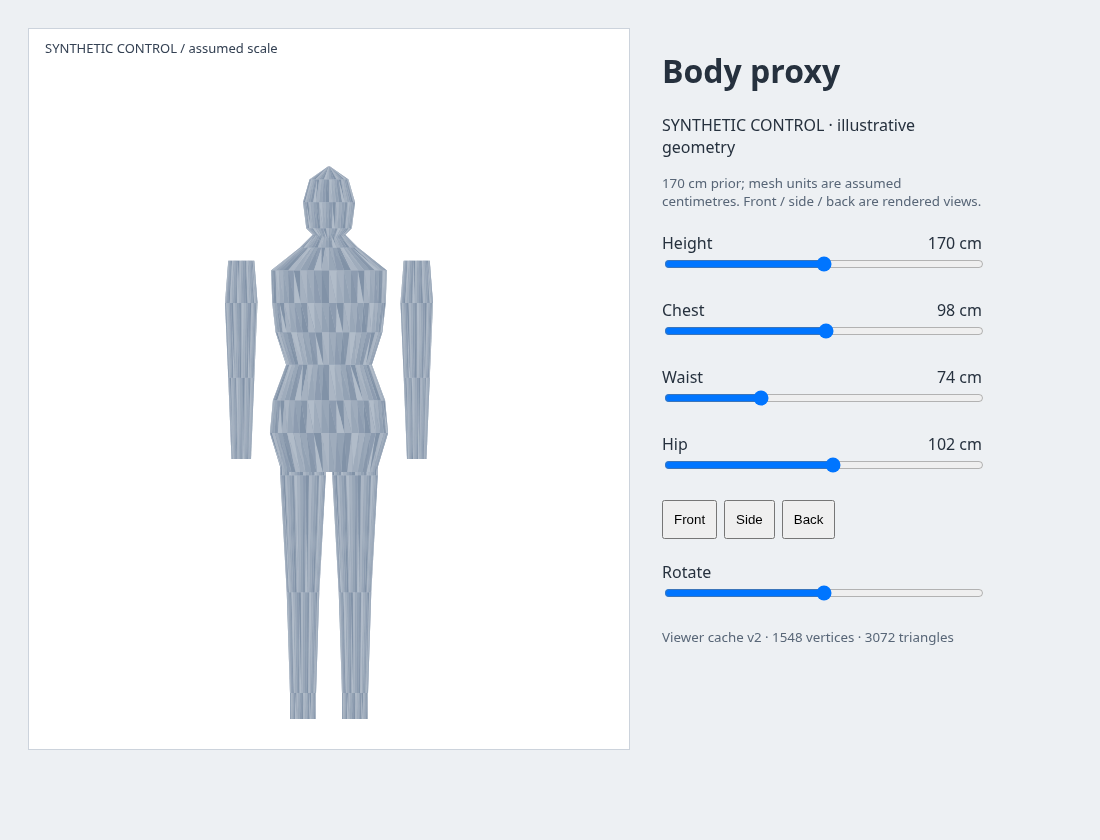 SYNTHETIC CONTROL / assumed scale
Body proxy
SYNTHETIC CONTROL · illustrative
geometry
170 cm prior; mesh units are assumed
centimetres. Front / side / back are rendered views.
Height 170 cm
Chest 98 cm
Waist 74 cm
Hip 102 cm
Front Side Back
Rotate
Viewer cache v2 · 1548 vertices · 3072 triangles